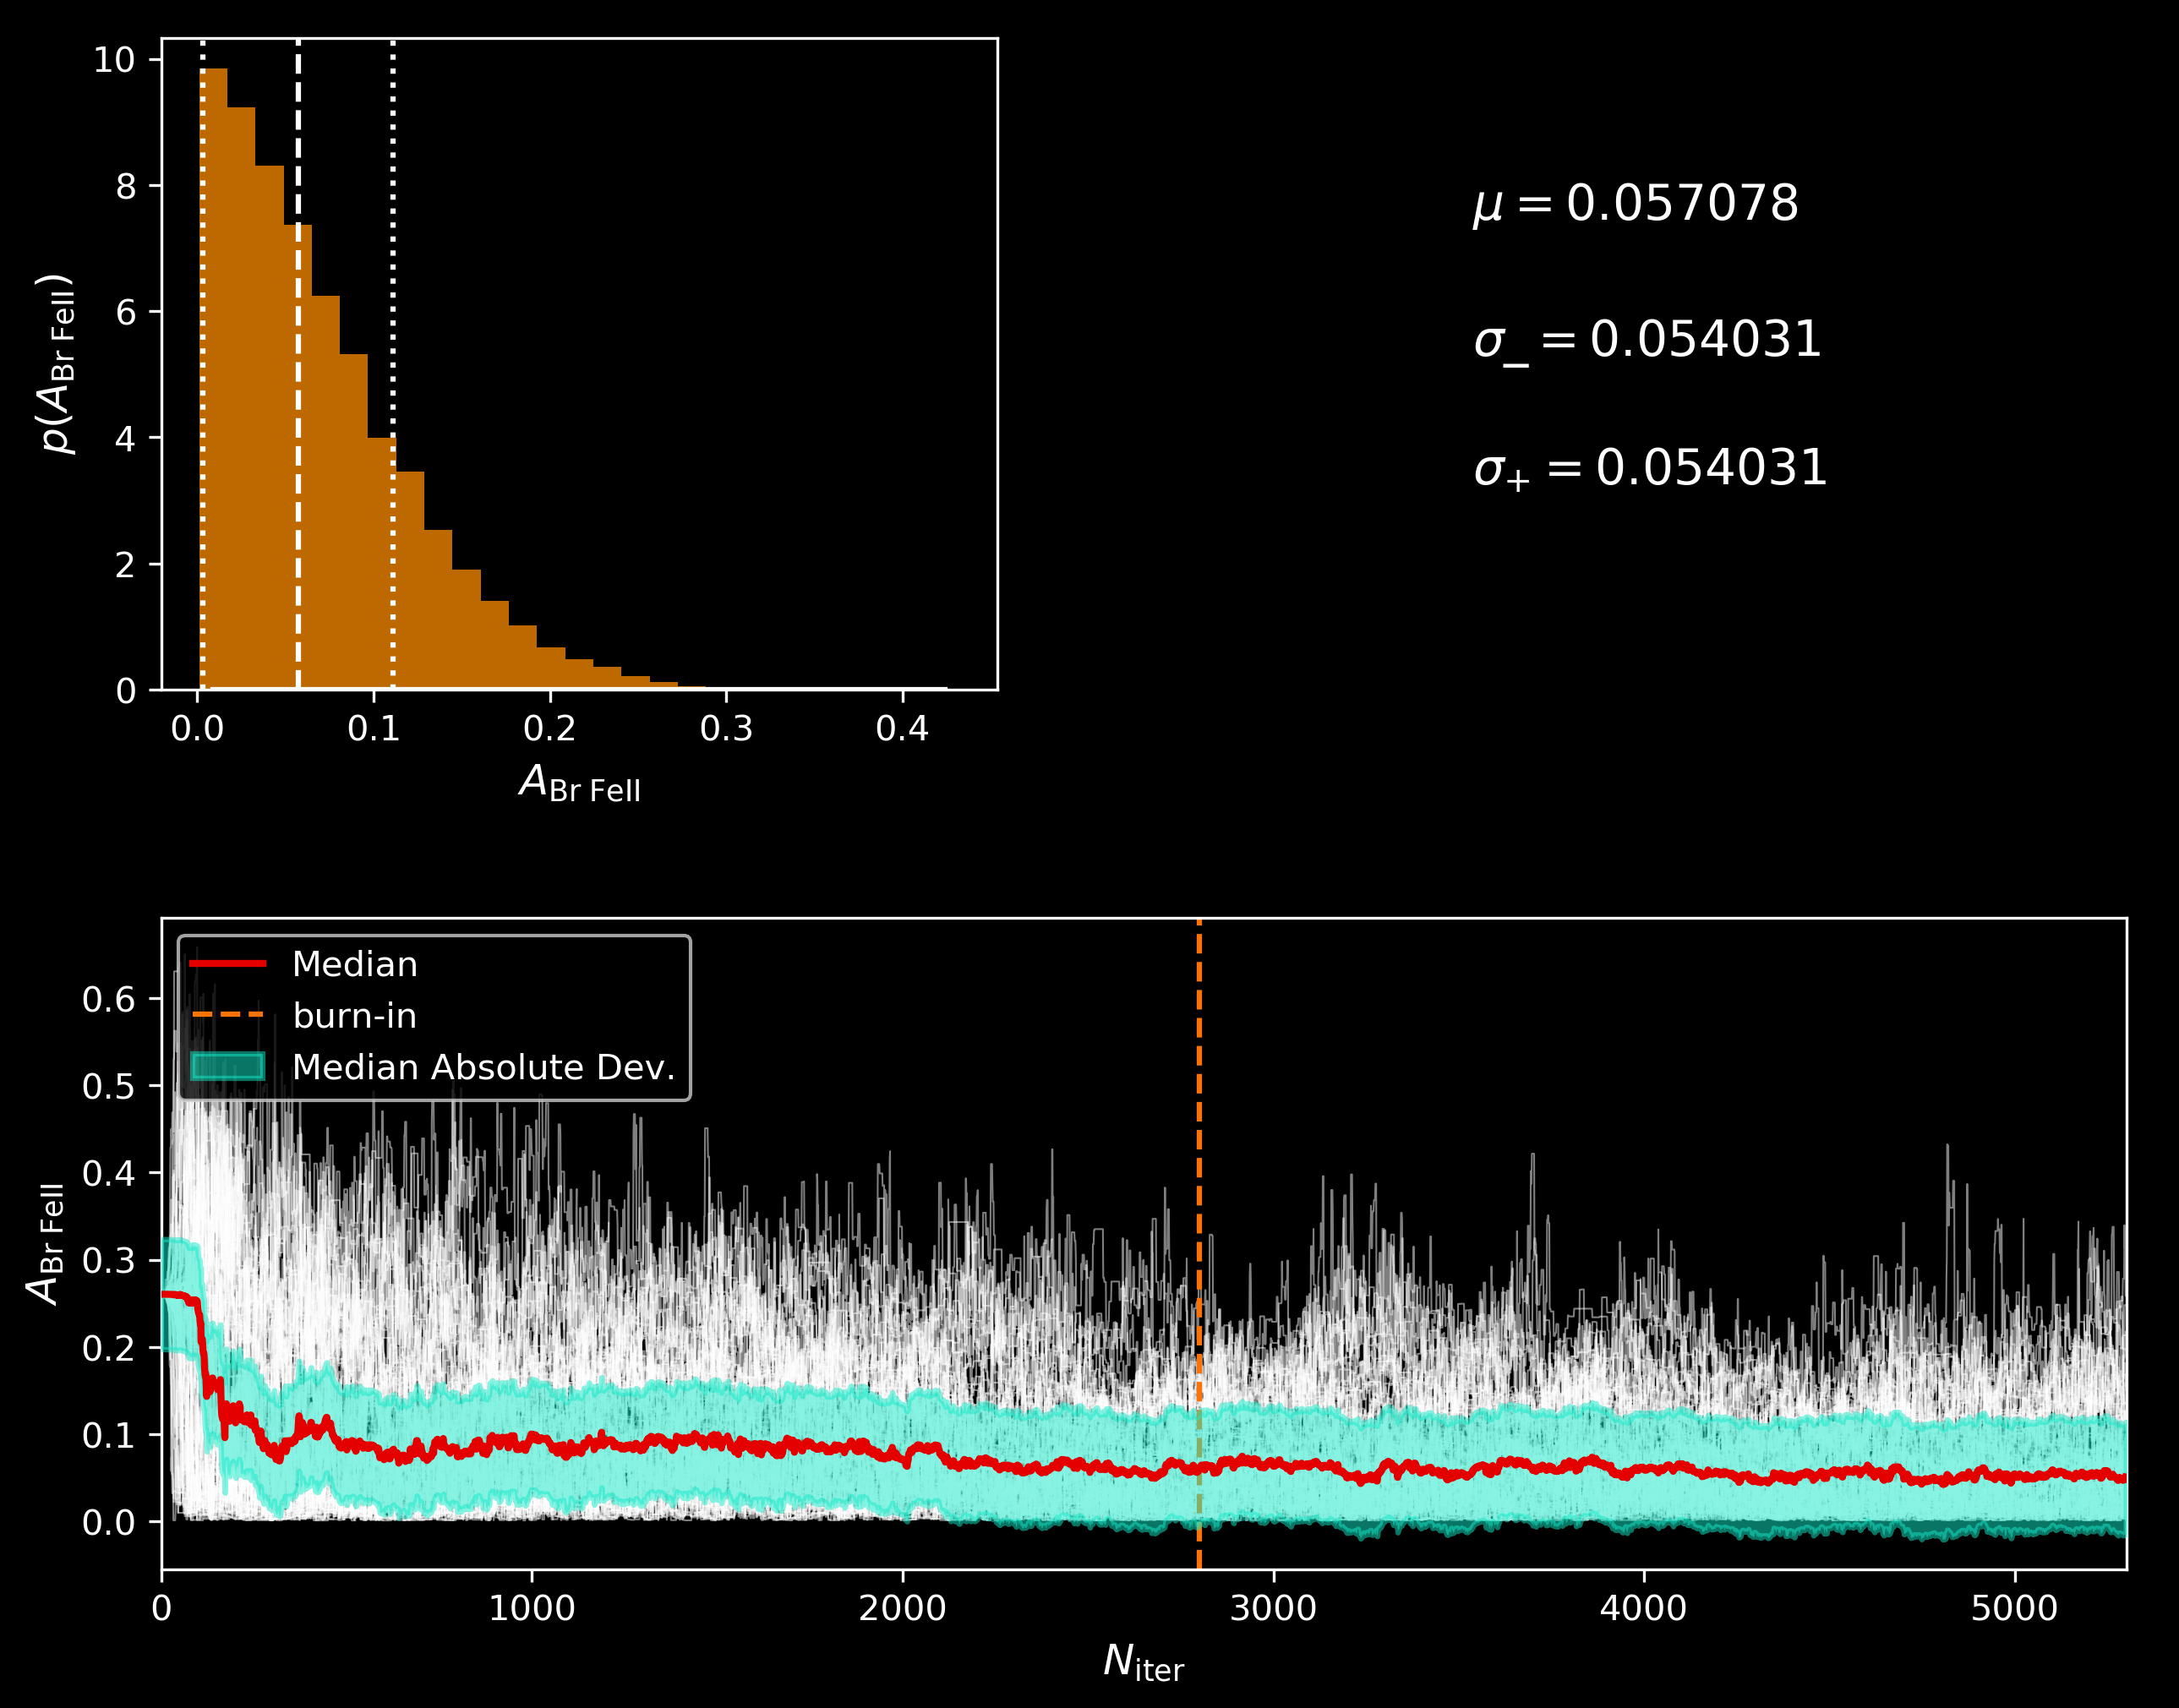 10
8
6
4
2
0
p(A_Br FeII)
0.0 0.1 0.2 0.3 0.4
A_Br FeII
μ = 0.057078
σ_− = 0.054031
σ_+ = 0.054031
Median
burn-in
Median Absolute Dev.
0.6
0.5
0.4
0.3
0.2
0.1
0.0
A_Br FeII
0 1000 2000 3000 4000 5000
N_iter